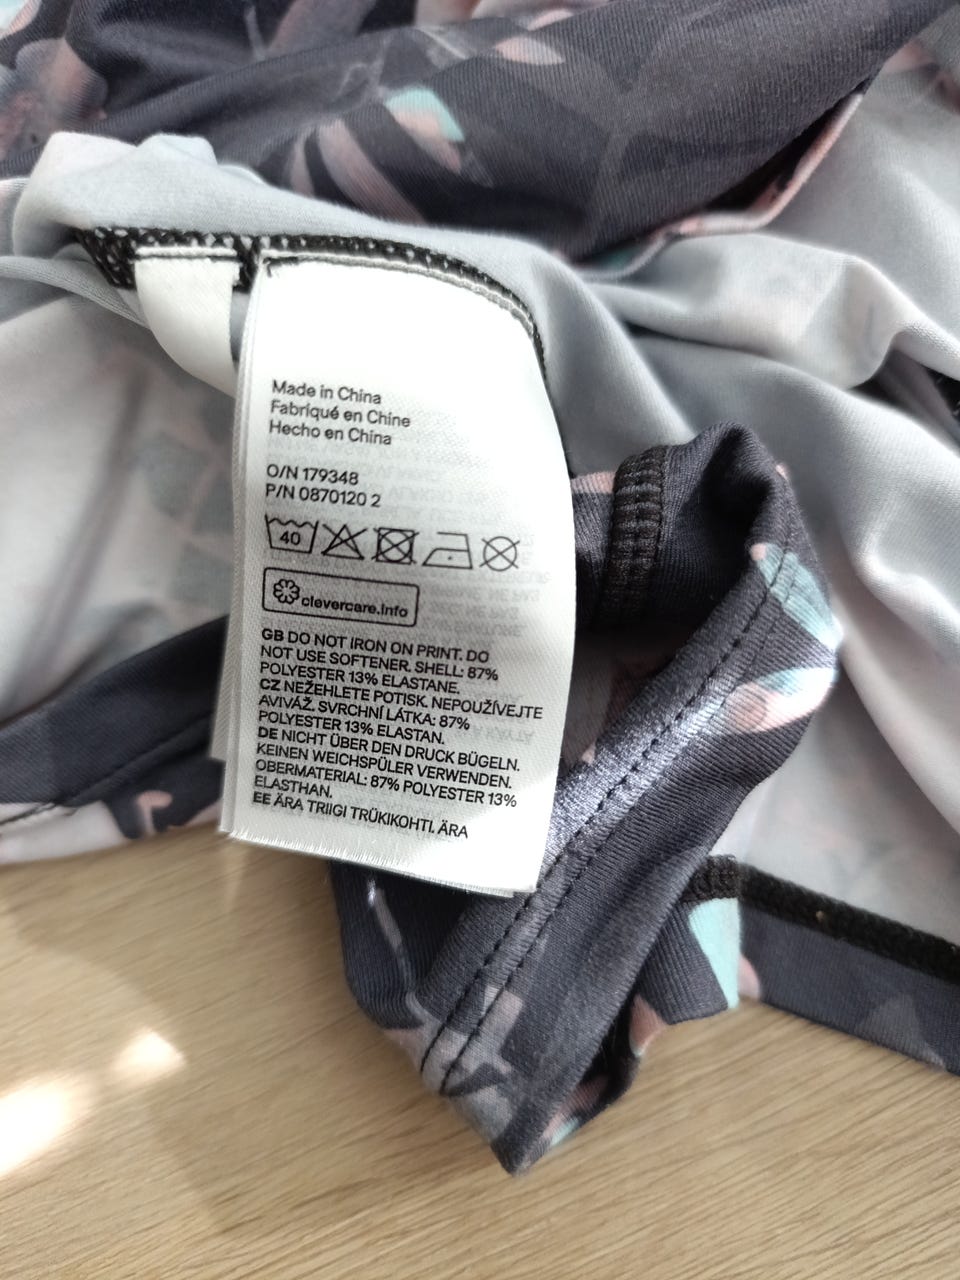 Made in China
Fabriqué en Chine
Hecho en China
O/N 179348
P/N 0870120 2
40
clevercare.info
GB DO NOT IRON ON PRINT. DO
NOT USE SOFTENER. SHELL: 87%
POLYESTER 13% ELASTANE.
CZ NEŽEHLETE POTISK. NEPOUŽÍVEJTE
AVIVÁŽ. SVRCHNÍ LÁTKA: 87%
POLYESTER 13% ELASTAN.
DE NICHT ÜBER DEN DRUCK BÜGELN.
KEINEN WEICHSPÜLER VERWENDEN.
OBERMATERIAL: 87% POLYESTER 13%
ELASTHAN.
EE ÄRA TRIIGI TRÜKIKOHTI. ÄRA